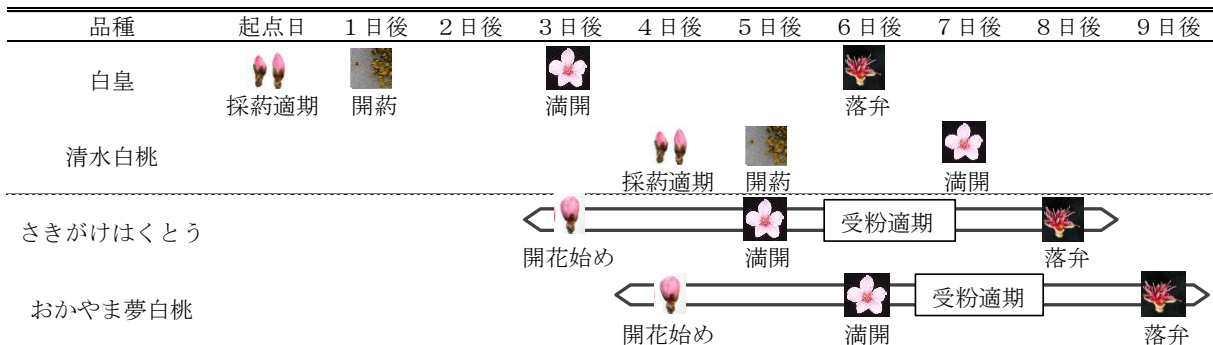 品種 起点日 １日後 ２日後 ３日後 ４日後 ５日後 ６日後 ７日後 ８日後 ９日後
白皇
採葯適期 開葯 満開 落弁
清水白桃
採葯適期 開葯 満開
さきがけはくとう 受粉適期
開花始め 満開 落弁
おかやま夢白桃 受粉適期
開花始め 満開 落弁